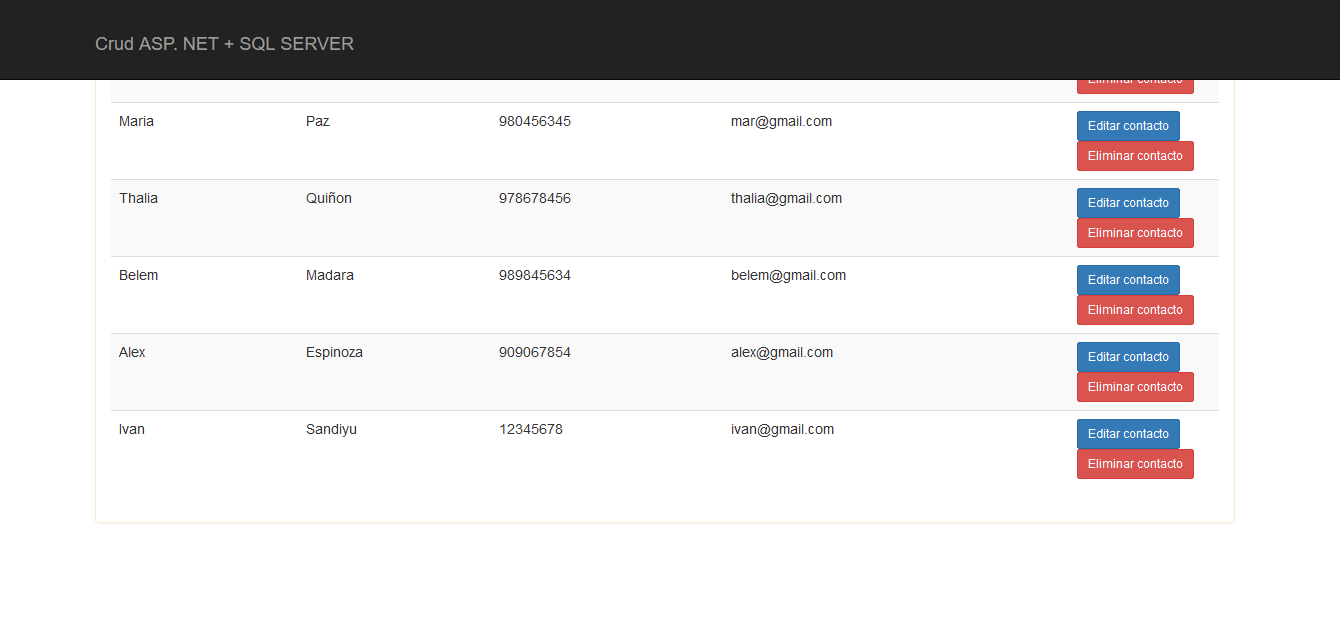 Crud ASP. NET + SQL SERVER
Eliminar contacto
Maria Paz 980456345 mar@gmail.com Editar contacto
Eliminar contacto
Thalia Quiñon 978678456 thalia@gmail.com Editar contacto
Eliminar contacto
Belem Madara 989845634 belem@gmail.com Editar contacto
Eliminar contacto
Alex Espinoza 909067854 alex@gmail.com Editar contacto
Eliminar contacto
Ivan Sandiyu 12345678 ivan@gmail.com Editar contacto
Eliminar contacto